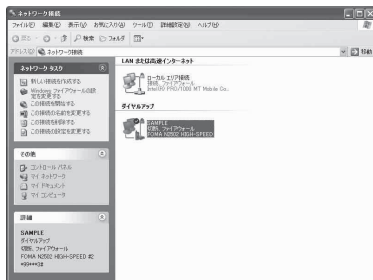 ネットワーク接続
ファイル(F) 編集(E) 表示(V) お気に入り(A) ツール(T) 詳細設定(N) ヘルプ(H)
戻る 検索 フォルダ
アドレス(D) ネットワーク接続 移動
ネットワーク タスク
新しい接続を作成する
Windows ファイアウォールの設定を変更する
この接続を開始する
この接続の名前を変更する
この接続を削除する
この接続の設定を変更する
その他
コントロール パネル
マイ ネットワーク
マイ ドキュメント
マイ コンピュータ
詳細
SAMPLE
ダイヤルアップ
切断, ファイアウォール
FOMA N2502 HIGH-SPEED #2
*99***3#
LAN または高速インターネット
ローカル エリア接続
接続, ファイアウォール
Intel(R) PRO/1000 MT Mobile Co...
ダイヤルアップ
SAMPLE
切断, ファイアウォール
FOMA N2502 HIGH-SPEED